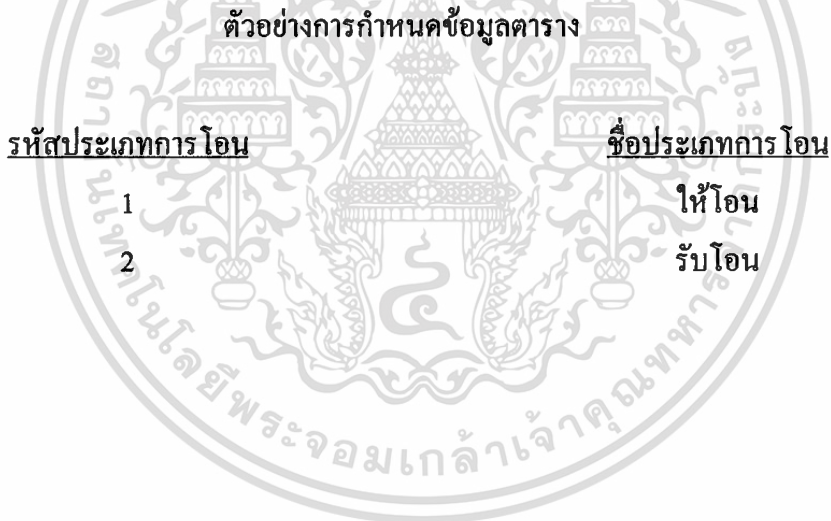 ตัวอย่างการกำหนดข้อมูลตาราง
รหัสประเภทการโอน ชื่อประเภทการโอน
1 ให้โอน
2 รับโอน